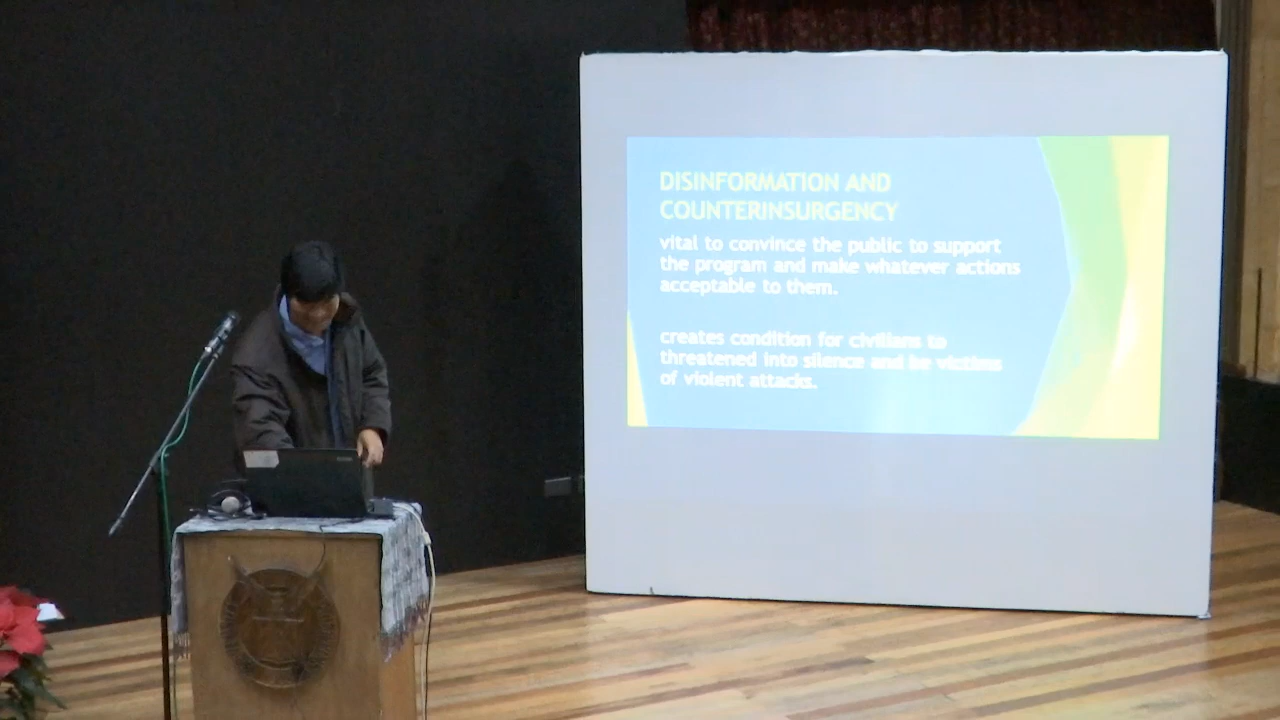 DISINFORMATION AND
COUNTERINSURGENCY
vital to convince the public to support
the program and make whatever actions
acceptable to them.
creates condition for civilians to
threatened into silence and be victims
of violent attacks.